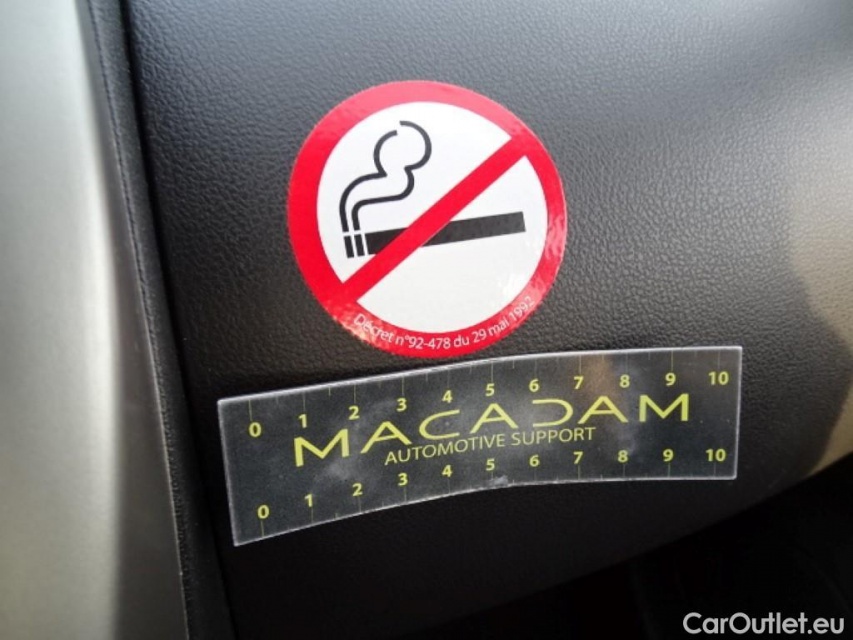 Décret n°92-478 du 29 mai 1992
0 1 2 3 4 5 6 7 8 9 10
MACADAM
AUTOMOTIVE SUPPORT
0 1 2 3 4 5 6 7 8 9 10
CarOutlet.eu